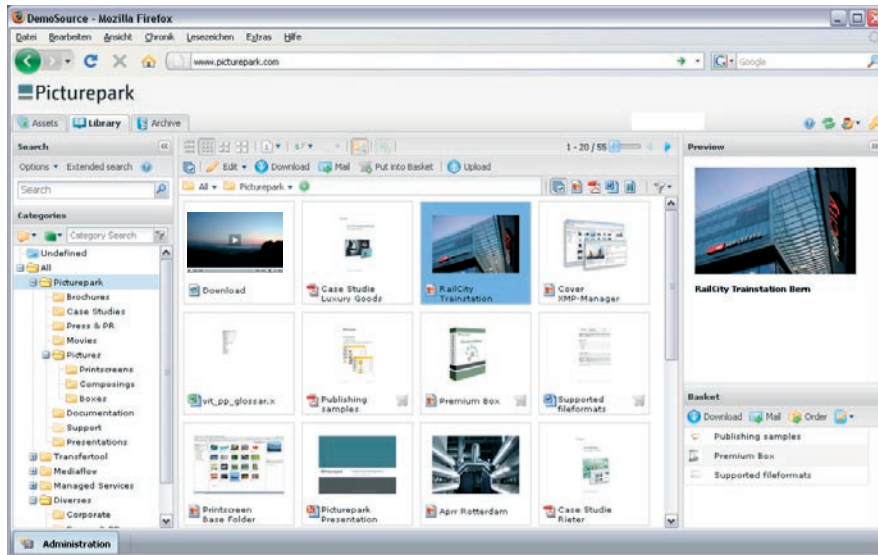 DemoSource - Mozilla Firefox
Datei Bearbeiten Ansicht Chronik Lesezeichen Extras Hilfe
www.picturepark.com
Google
Picturepark
Assets Library Archive
Search
1 - 20 / 55
Preview
Options Extended search
Edit Download Mail Put into Basket Upload
Search
All Picturepark
Categories
Category Search
Undefined
All
Picturepark
Brochures
Case Studies
Press & PR
Movies
Pictures
Printscreens
Composings
Boxes
Documentation
Support
Presentations
Transfertool
Mediaflow
Managed Services
Diverses
Corporate
Download
Case Studie
Luxury Goods
RailCity
Trainstation
Cover
XMP-Manager
vit_pp_glossar.x
Publishing
samples
Premium Box
Supported
fileformats
Printscreen
Base Folder
Picturepark
Presentation
Aprr Rotterdam
Case Studie
Rieter
RailCity Trainstation Bern
Basket
Download Mail Order
Publishing samples
Premium Box
Supported fileformats
Administration